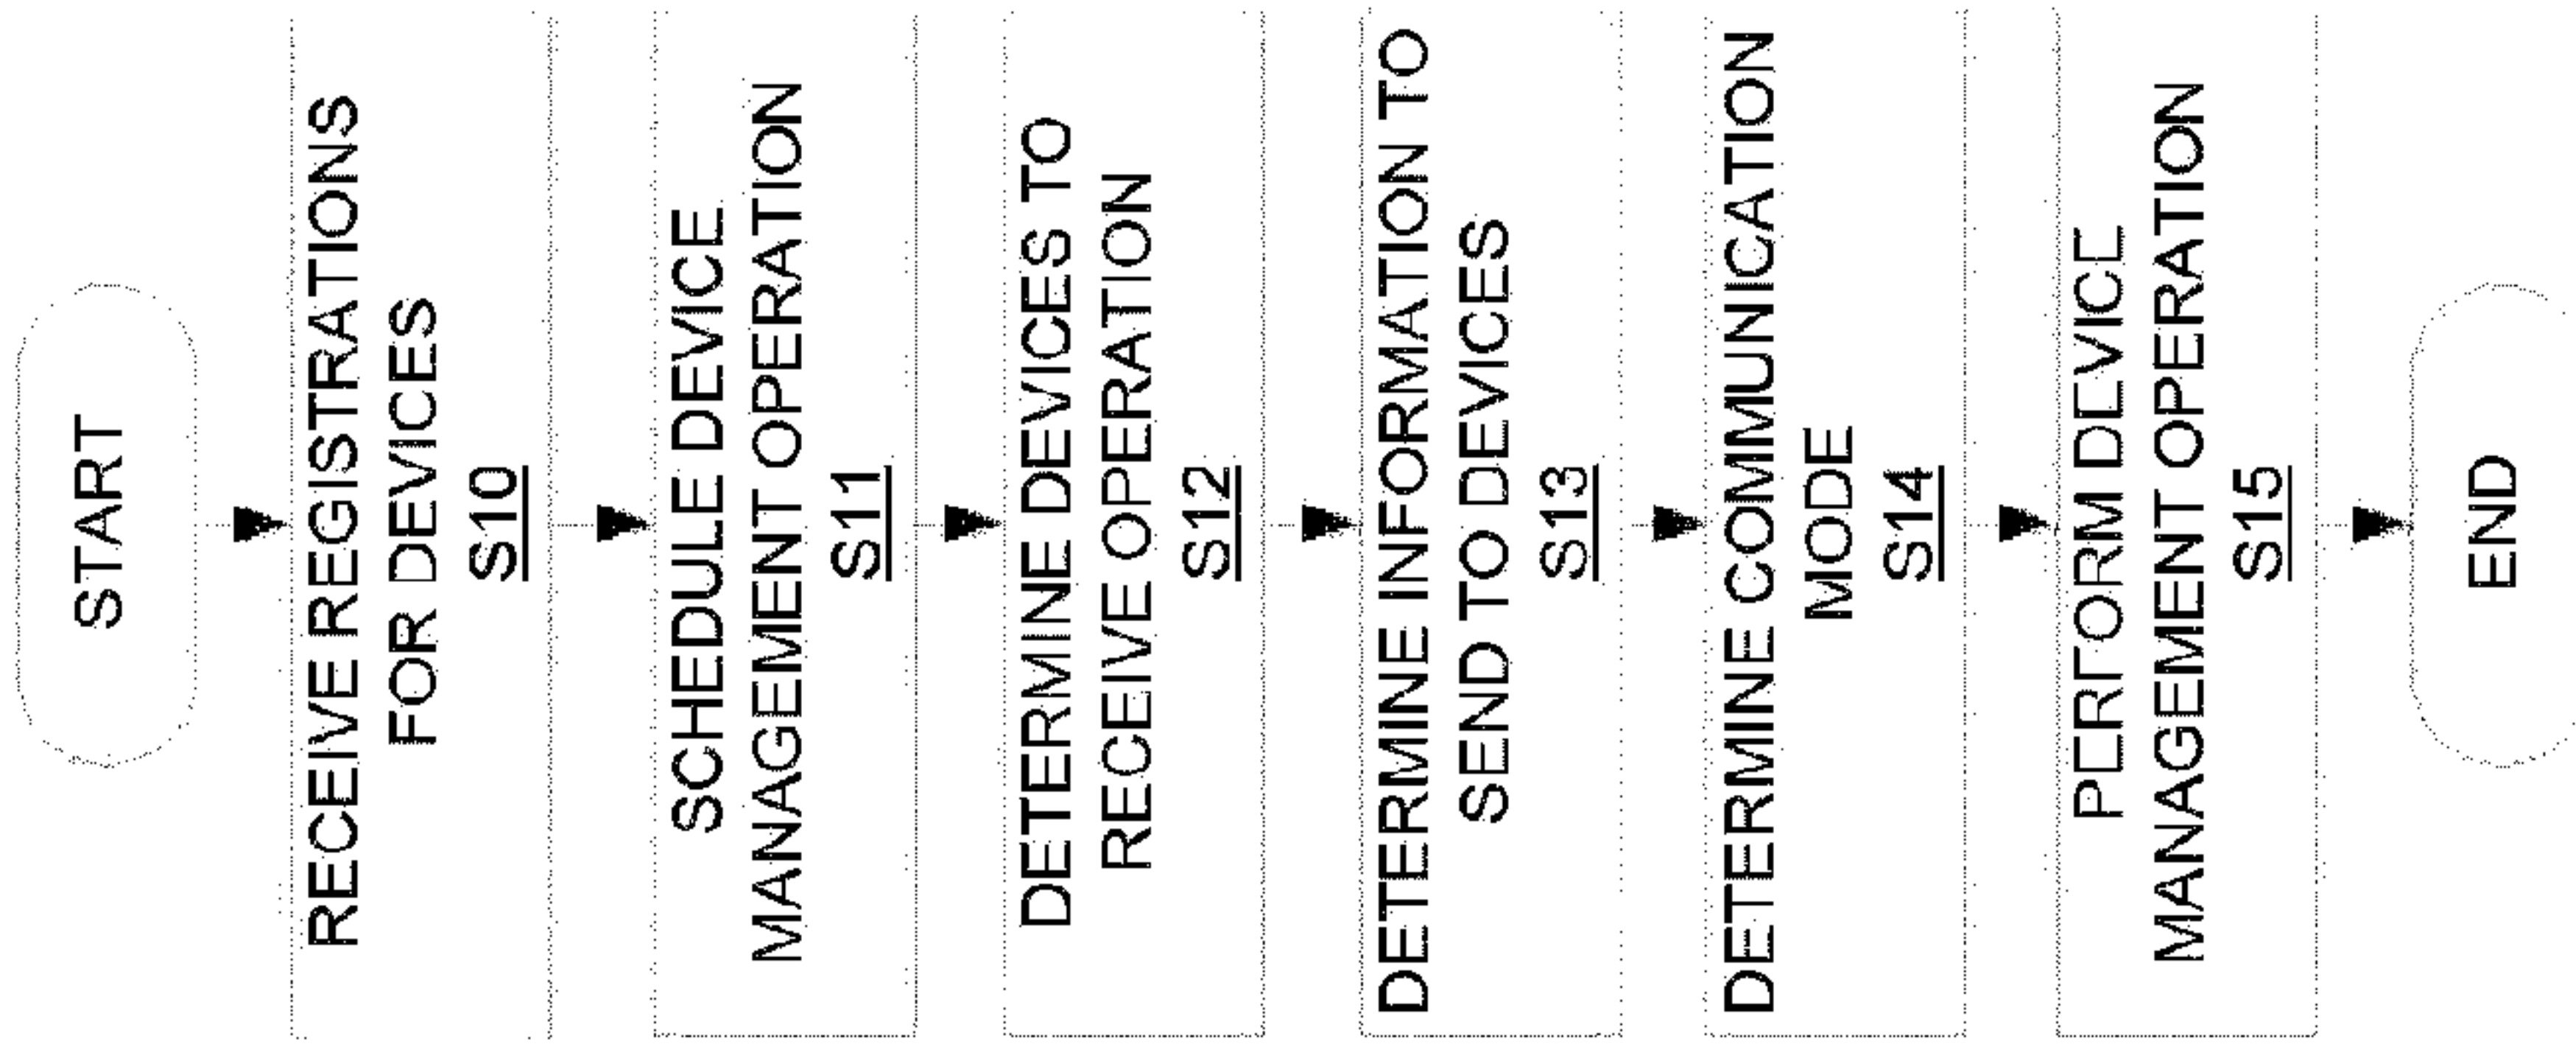 START
RECEIVE REGISTRATIONS
FOR DEVICES
S10
SCHEDULE DEVICE
MANAGEMENT OPERATION
S11
DETERMINE DEVICES TO
RECEIVE OPERATION
S12
DETERMINE INFORMATION TO
SEND TO DEVICES
S13
DETERMINE COMMUNICATION
MODE
S14
PERFORM DEVICE
MANAGEMENT OPERATION
S15
END